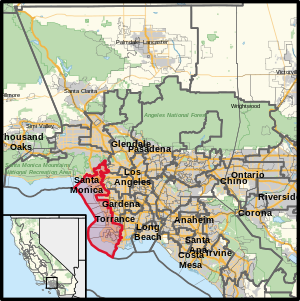 Palmdale-Lancaster
Victorville
Santa Clarita
Wrightwood
Angeles National Forest
Simi Valley
housand
Oaks
Glendale
Pasadena
Santa Monica Mountains
National Recreation Area
Los
Angeles
Santa
Monica
Ontario
Chino
Riverside
Gardena
Torrance
Corona
Anaheim
Long
Beach
Santa
Ana
Irvine
Costa
Mesa